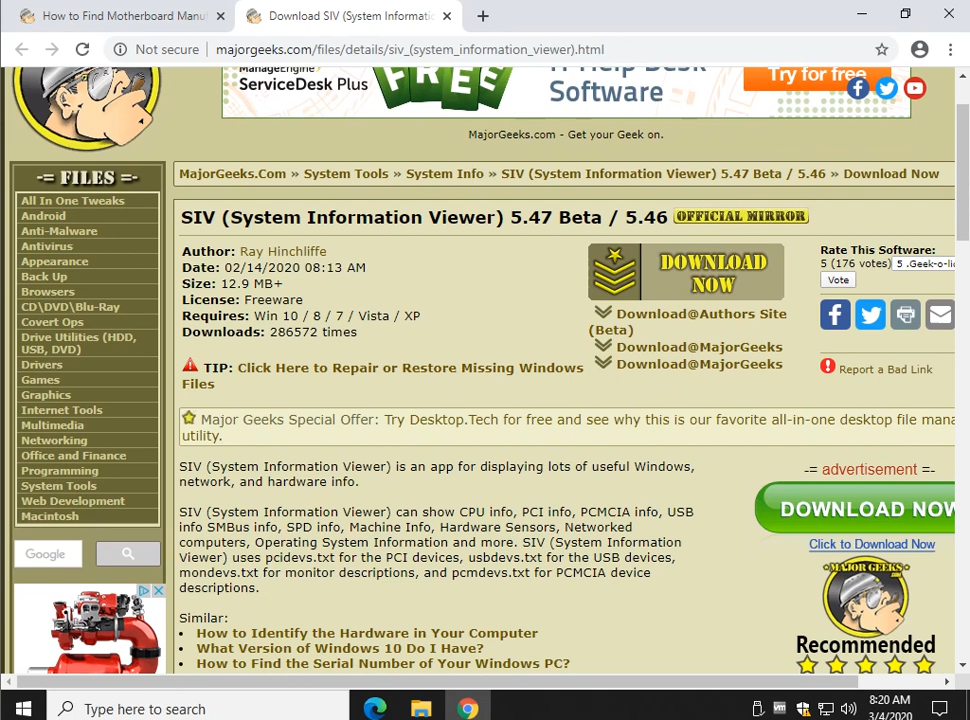 How to Find Motherboard Manu
Download SIV (System Informati
Not secure
majorgeeks.com/files/details/siv_(system_information_viewer).html
ManageEngine
ServiceDesk Plus
FREE
IT Help Desk
Software
Try for free
MajorGeeks.com - Get your Geek on.
-= FILES =-
All In One Tweaks
Android
Anti-Malware
Antivirus
Appearance
Back Up
Browsers
CD\DVD\Blu-Ray
Covert Ops
Drive Utilities (HDD,
USB, DVD)
Drivers
Games
Graphics
Internet Tools
Multimedia
Networking
Office and Finance
Programming
System Tools
Web Development
Macintosh
Google
MajorGeeks.Com » System Tools » System Info » SIV (System Information Viewer) 5.47 Beta / 5.46 » Download Now
SIV (System Information Viewer) 5.47 Beta / 5.46 OFFICIAL MIRROR
Author: Ray Hinchliffe
Date: 02/14/2020 08:13 AM
Size: 12.9 MB+
License: Freeware
Requires: Win 10 / 8 / 7 / Vista / XP
Downloads: 286572 times
TIP: Click Here to Repair or Restore Missing Windows
Files
DOWNLOAD
NOW
Download@Authors Site
(Beta)
Download@MajorGeeks
Download@MajorGeeks
Rate This Software:
5 (176 votes) 5 .Geek-o-li
Vote
Report a Bad Link
Major Geeks Special Offer: Try Desktop.Tech for free and see why this is our favorite all-in-one desktop file mana
utility.
SIV (System Information Viewer) is an app for displaying lots of useful Windows,
network, and hardware info.
SIV (System Information Viewer) can show CPU info, PCI info, PCMCIA info, USB
info SMBus info, SPD info, Machine Info, Hardware Sensors, Networked
computers, Operating System Information and more. SIV (System Information
Viewer) uses pcidevs.txt for the PCI devices, usbdevs.txt for the USB devices,
mondevs.txt for monitor descriptions, and pcmdevs.txt for PCMCIA device
descriptions.
Similar:
How to Identify the Hardware in Your Computer
What Version of Windows 10 Do I Have?
How to Find the Serial Number of Your Windows PC?
-= advertisement =-
DOWNLOAD NOW
Click to Download Now
MAJOR GEEKS
Recommended
Type here to search
8:20 AM
3/4/2020